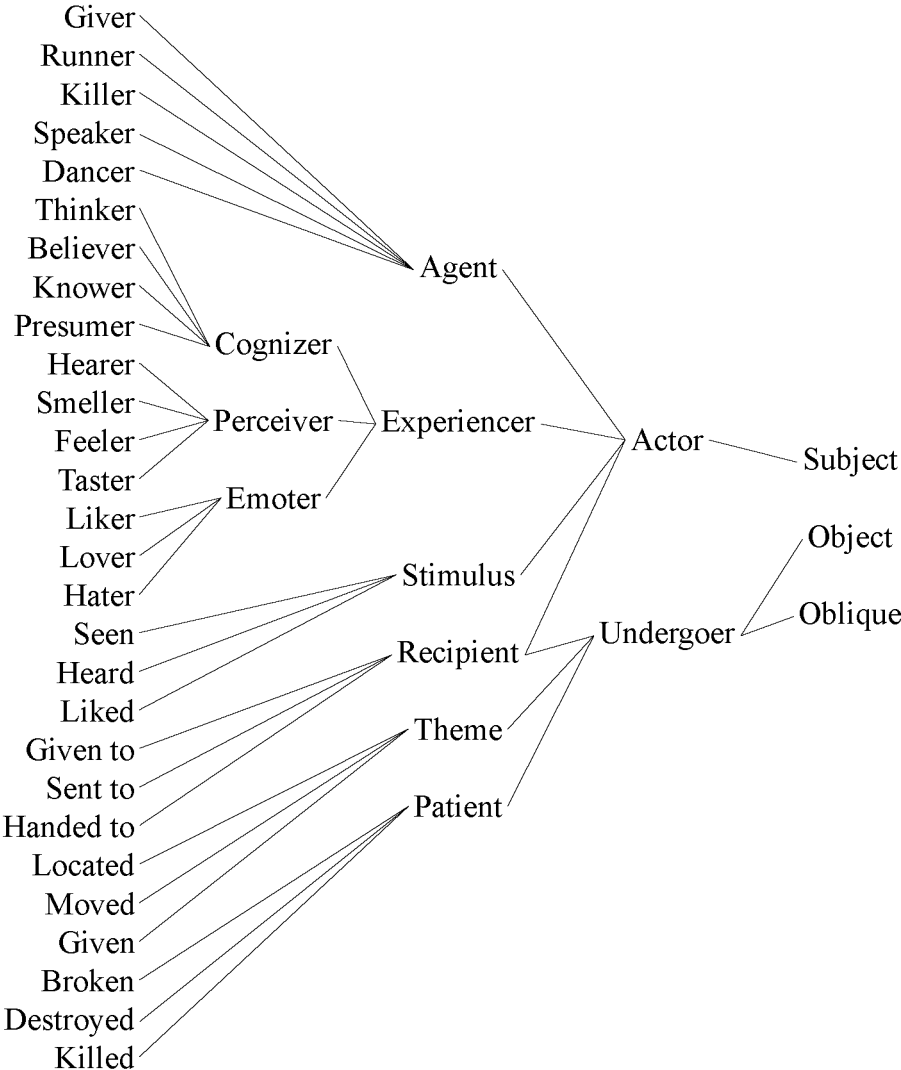 Giver
Runner
Killer
Speaker
Dancer
Thinker
Believer
Knower
Presumer
Hearer
Smeller
Feeler
Taster
Liker
Lover
Hater
Seen
Heard
Liked
Given to
Sent to
Handed to
Located
Moved
Given
Broken
Destroyed
Killed
Cognizer
Perceiver
Emoter
Agent
Experiencer
Stimulus
Recipient
Theme
Patient
Actor
Undergoer
Subject
Object
Oblique